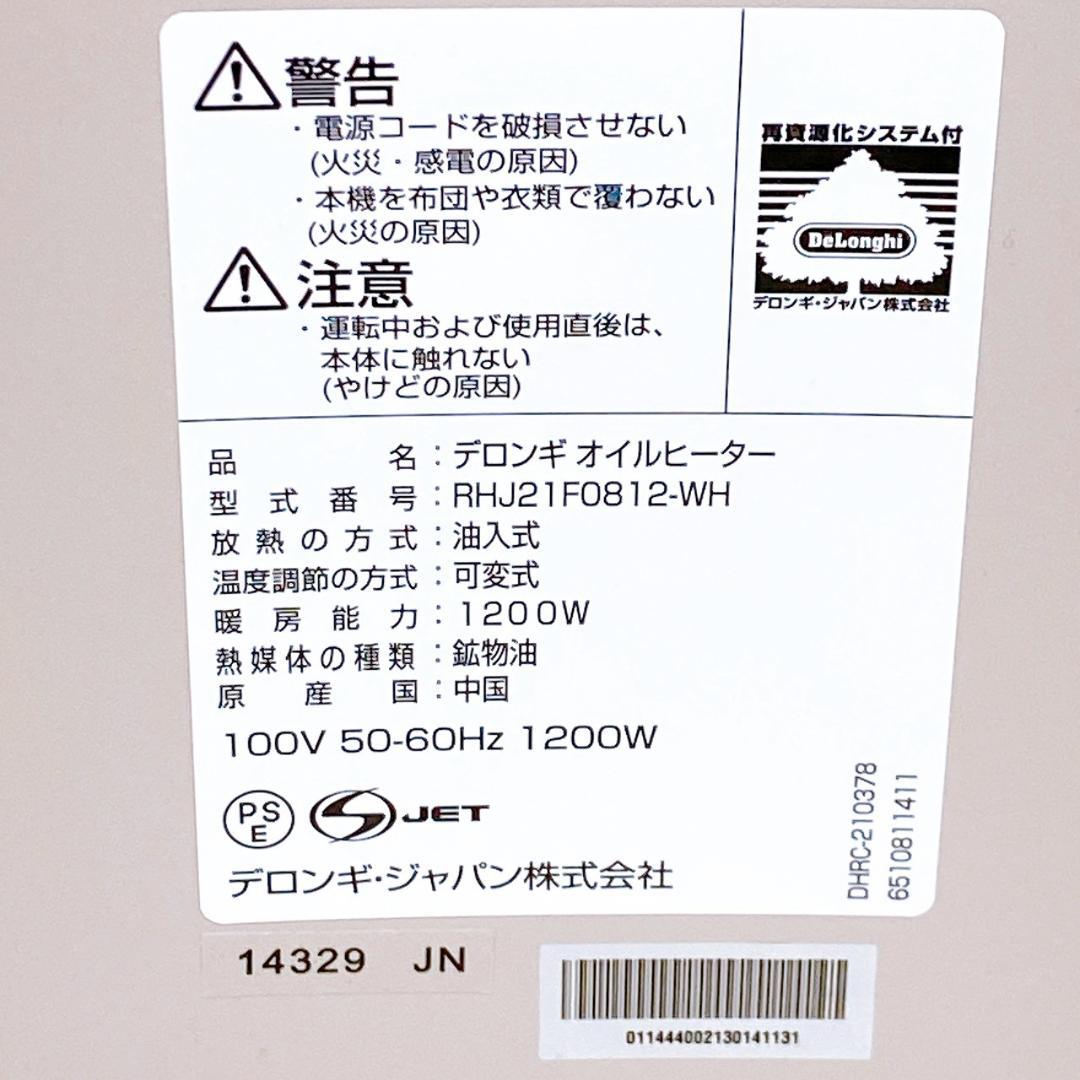 警告
・電源コードを破損させない
(火災・感電の原因)
・本機を布団や衣類で覆わない
(火災の原因)
注意
・運転中および使用直後は、
本体に触れない
(やけどの原因)
再資源化システム付
DeLonghi
デロンギ・ジャパン株式会社
品名：デロンギ オイルヒーター
型式番号：RHJ21F0812-WH
放熱の方式：油入式
温度調節の方式：可変式
暖房能力：1200W
熱媒体の種類：鉱物油
原産国：中国
100V 50-60Hz 1200W
PSE JET
デロンギ・ジャパン株式会社
DHRC-210378
6510811411
14329 JN
011444002130141131